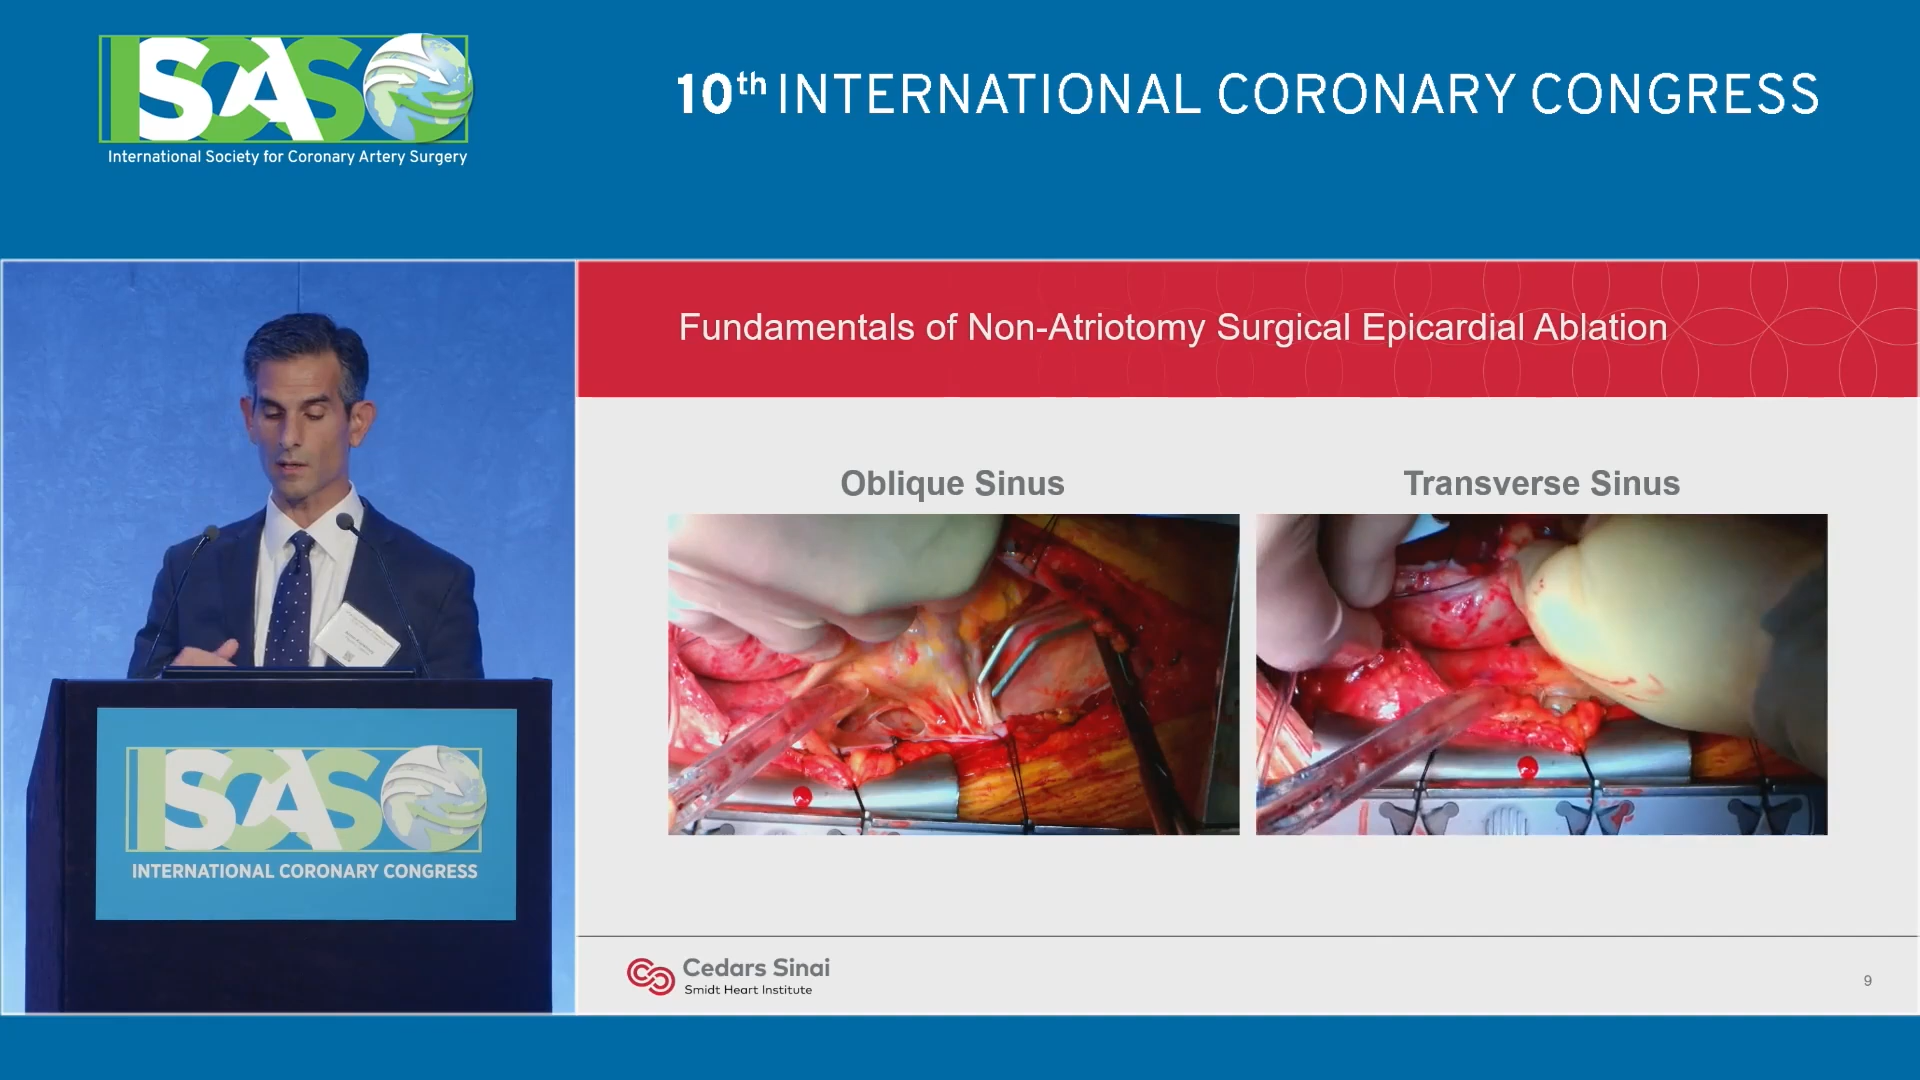 ISCAS
International Society for Coronary Artery Surgery
10th INTERNATIONAL CORONARY CONGRESS
Fundamentals of Non-Atriotomy Surgical Epicardial Ablation
Oblique Sinus
Transverse Sinus
ISCAS
INTERNATIONAL CORONARY CONGRESS
Cedars Sinai
Smidt Heart Institute
9